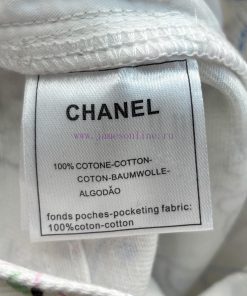 CHANEL
www.jamesonline.ru
100% COTONE-COTTON-
COTON-BAUMWOLLE-
ALGODÃO
fonds poches-pocketing fabric:
100%coton-cotton